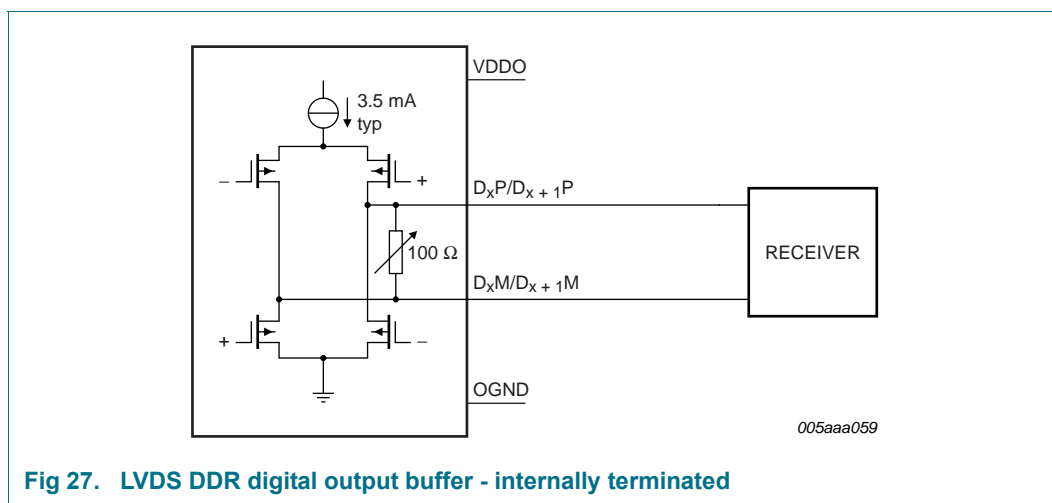 VDDO
3.5 mA
typ
−
+
DxP/Dx + 1P
100 Ω
RECEIVER
DxM/Dx + 1M
+
−
OGND
005aaa059
Fig 27. LVDS DDR digital output buffer - internally terminated